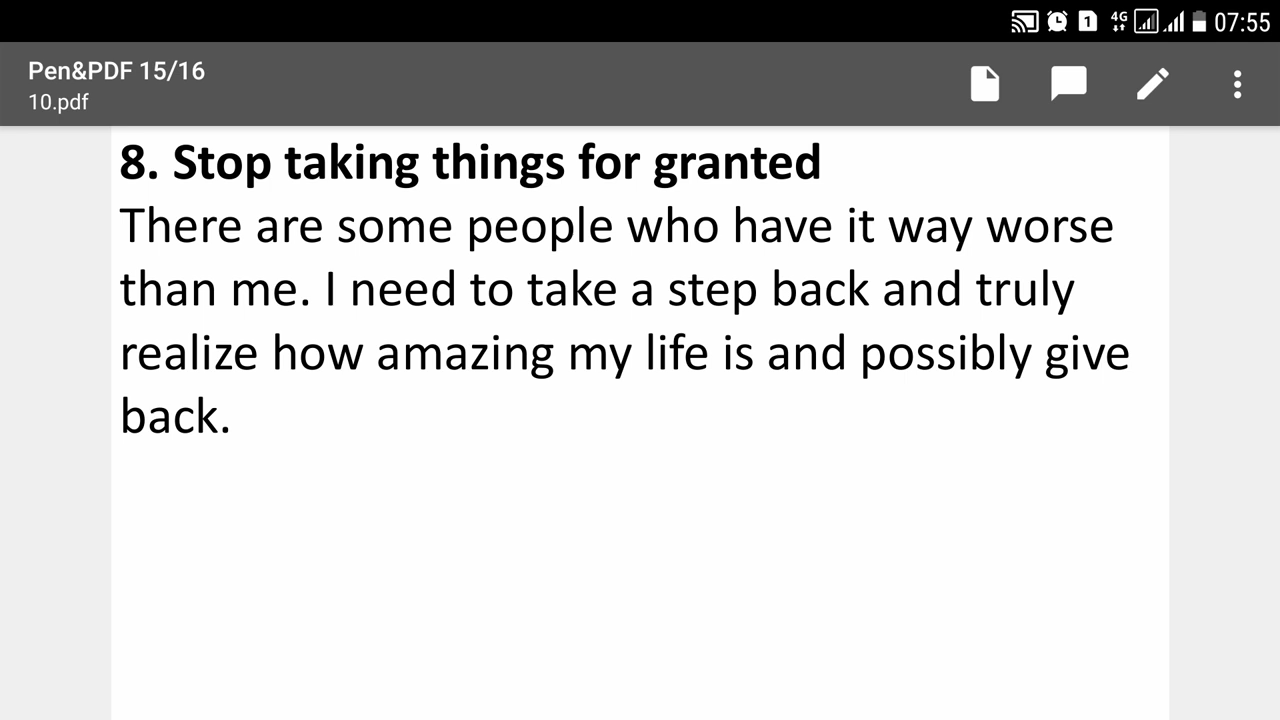 1 4G 07:55
Pen&PDF 15/16
10.pdf
8. Stop taking things for granted
There are some people who have it way worse
than me. I need to take a step back and truly
realize how amazing my life is and possibly give
back.